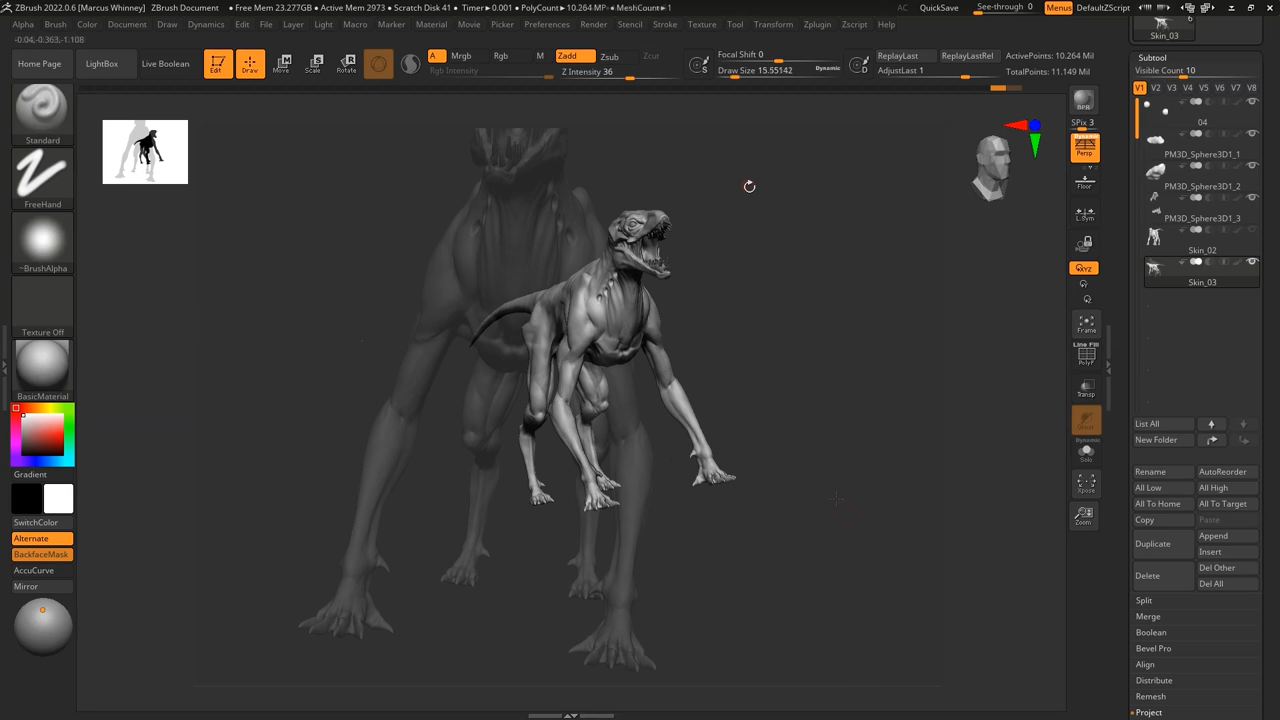 ZBrush 2022.0.6 [Marcus Whinney] ZBrush Document • Free Mem 23.277GB • Active Mem 2973 • Scratch Disk 41 • Timer▸0.001 • PolyCount▸10.264 MP • MeshCount▸1 AC QuickSave See-through 0 Menus DefaultZScript
Alpha Brush Color Document Draw Dynamics Edit File Layer Light Macro Marker Material Movie Picker Preferences Render Stencil Stroke Texture Tool Transform Zplugin Zscript Help
-0.04,-0.363,-1.108
Home Page
LightBox
Live Boolean
Edit
Draw
Move
Scale
Rotate
A
Mrgb
Rgb
M
Rgb Intensity
Zadd
Zsub
Zcut
Z Intensity 36
S
Focal Shift 0
Draw Size 15.55142
Dynamic
D
ReplayLast
ReplayLastRel
AdjustLast 1
ActivePoints: 10.264 Mil
TotalPoints: 11.149 Mil
Standard
FreeHand
~BrushAlpha
Texture Off
BasicMaterial
Gradient
SwitchColor
Alternate
BackfaceMask
AccuCurve
Mirror
BPR
SPix 3
Dynamic
Persp
Floor
L.Sym
XYZ
Frame
Line Fill
PolyF
Transp
Ghost
Dynamic
Solo
Xpose
Zoom
6
Skin_03
Subtool
Visible Count 10
V1 V2 V3 V4 V5 V6 V7 V8
04
PM3D_Sphere3D1_1
PM3D_Sphere3D1_2
PM3D_Sphere3D1_3
Skin_02
Skin_03
List All
New Folder
Rename
AutoReorder
All Low
All High
All To Home
All To Target
Copy
Paste
Duplicate
Append
Insert
Delete
Del Other
Del All
Split
Merge
Boolean
Bevel Pro
Align
Distribute
Remesh
Project